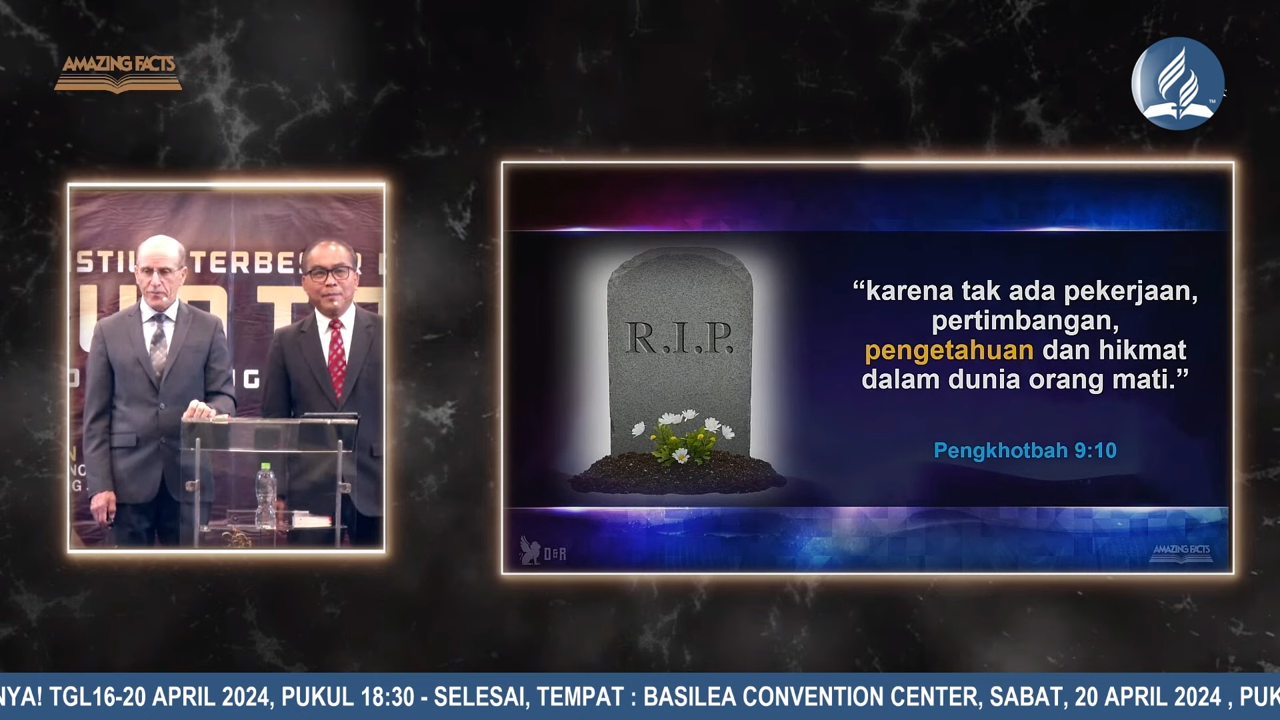 AMAZING FACTS
TERBE
R.I.P.
“karena tak ada pekerjaan,
pertimbangan,
pengetahuan dan hikmat
dalam dunia orang mati.”
Pengkhotbah 9:10
D&R
AMAZING FACTS
NYA! TGL16-20 APRIL 2024, PUKUL 18:30 - SELESAI, TEMPAT : BASILEA CONVENTION CENTER, SABAT, 20 APRIL 2024 , PUK